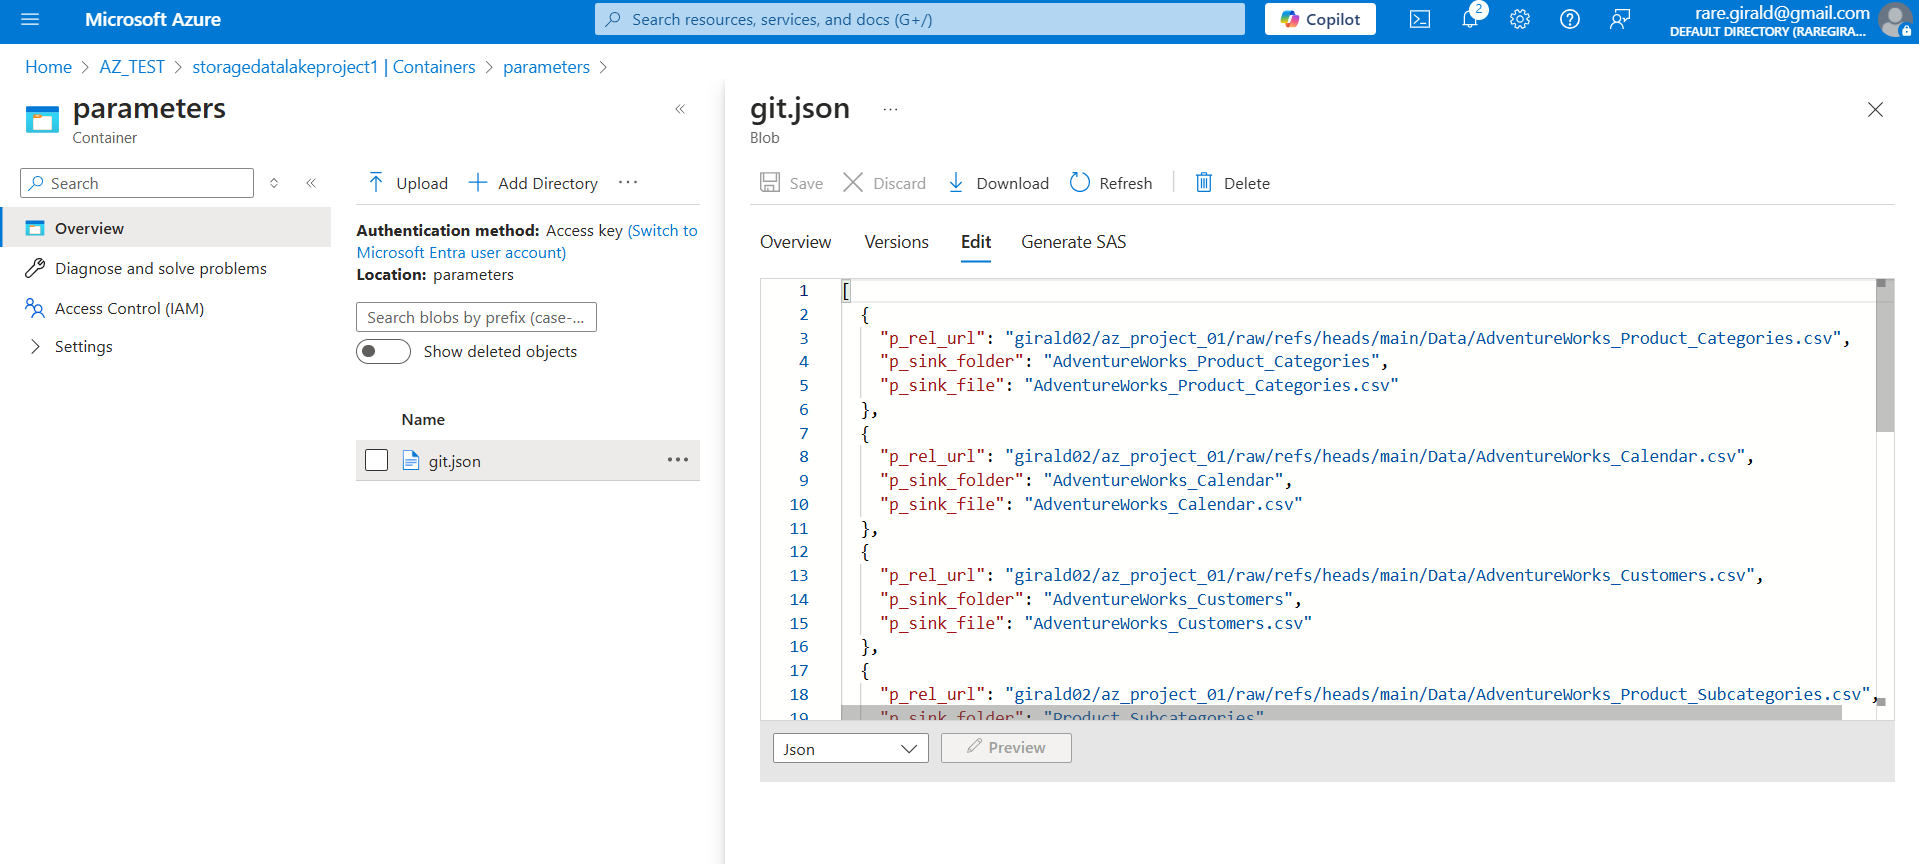 Microsoft Azure
Search resources, services, and docs (G+/)
Copilot
2
rare.girald@gmail.com
DEFAULT DIRECTORY (RAREGIRA...
Home > AZ_TEST > storagedatalakeproject1 | Containers > parameters >
parameters
Container
«
Search
«
Overview
Diagnose and solve problems
Access Control (IAM)
Settings
Upload
Add Directory
...
Authentication method: Access key (Switch to
Microsoft Entra user account)
Location: parameters
Search blobs by prefix (case-...
Show deleted objects
Name
git.json
...
git.json
...
Blob
Save
Discard
Download
Refresh
Delete
Overview
Versions
Edit
Generate SAS
1 [
2 {
3 "p_rel_url": "girald02/az_project_01/raw/refs/heads/main/Data/AdventureWorks_Product_Categories.csv",
4 "p_sink_folder": "AdventureWorks_Product_Categories",
5 "p_sink_file": "AdventureWorks_Product_Categories.csv"
6 },
7 {
8 "p_rel_url": "girald02/az_project_01/raw/refs/heads/main/Data/AdventureWorks_Calendar.csv",
9 "p_sink_folder": "AdventureWorks_Calendar",
10 "p_sink_file": "AdventureWorks_Calendar.csv"
11 },
12 {
13 "p_rel_url": "girald02/az_project_01/raw/refs/heads/main/Data/AdventureWorks_Customers.csv",
14 "p_sink_folder": "AdventureWorks_Customers",
15 "p_sink_file": "AdventureWorks_Customers.csv"
16 },
17 {
18 "p_rel_url": "girald02/az_project_01/raw/refs/heads/main/Data/AdventureWorks_Product_Subcategories.csv",
19 "p_sink_folder": "Product_Subcategories"
Json
Preview